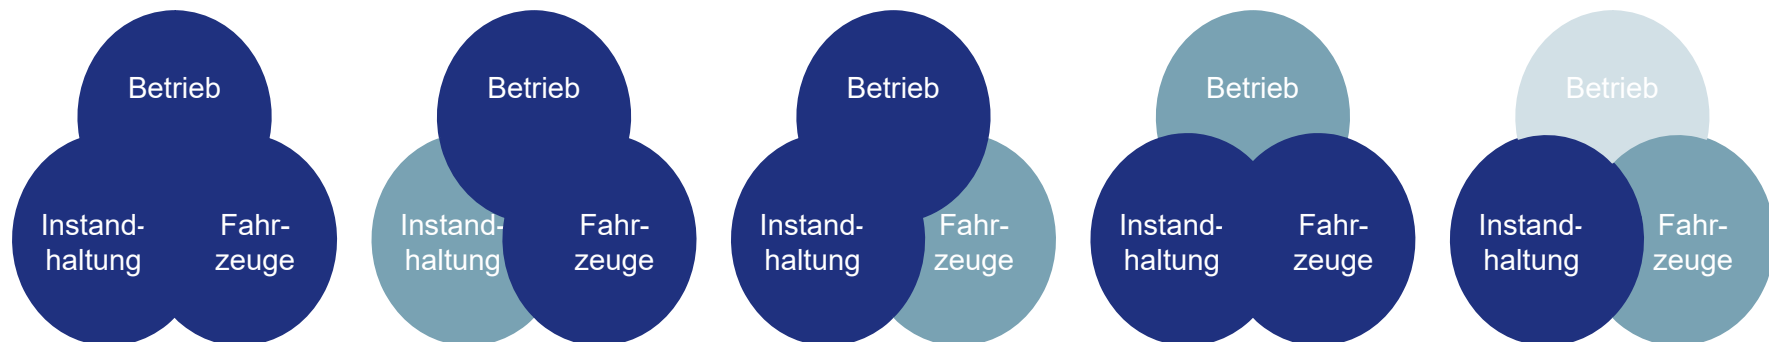 Betrieb
Instand-
haltung
Fahr-
zeuge
Betrieb
Instand-
haltung
Fahr-
zeuge
Betrieb
Instand-
haltung
Fahr-
zeuge
Betrieb
Instand-
haltung
Fahr-
zeuge
Betrieb
Instand-
haltung
Fahr-
zeuge